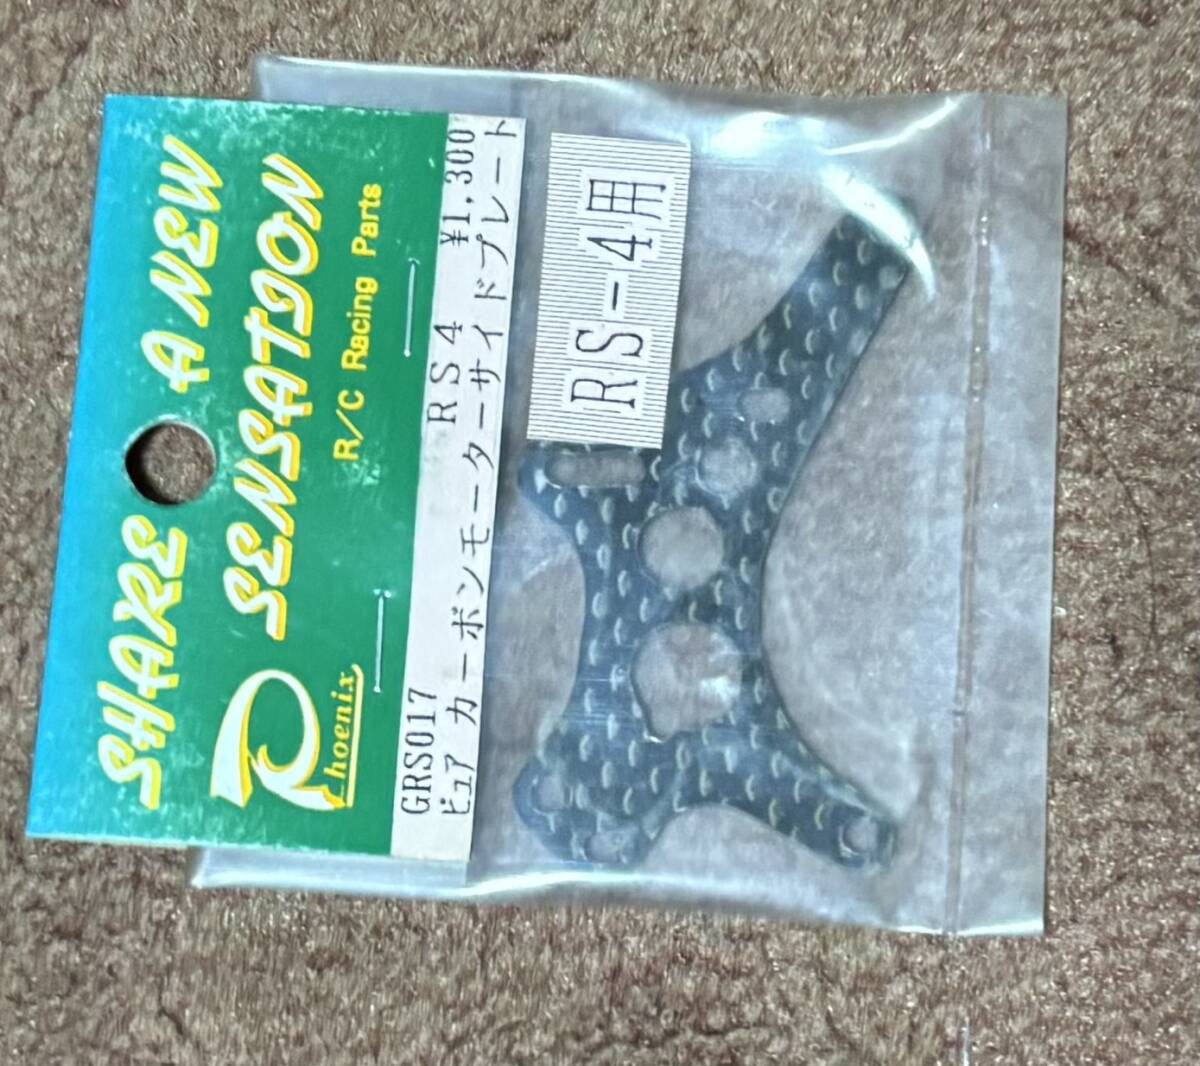 SHARE A NEW
SENSATION
Phoenix
R/C Racing Parts
GRS017 RS4 ¥1,300
ピュア カーボンモーターサイドプレート
RS-4用